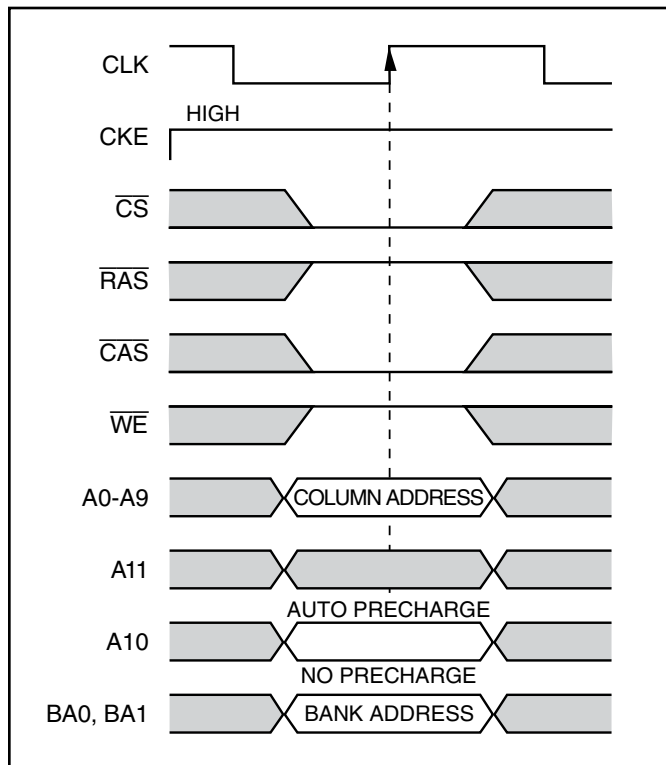 CLK
HIGH
CKE
CS
RAS
CAS
WE
A0-A9 COLUMN ADDRESS
A11
AUTO PRECHARGE
A10
NO PRECHARGE
BA0, BA1 BANK ADDRESS